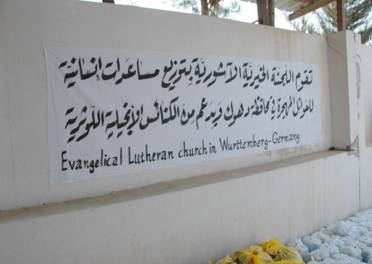 تقوم اللجنة الخيرية الآشورية بتوزيع مساعدات انسانية
للعوائل المهجرة في محافظة دهوك وبدعم من الكنائس الإنجيلية اللوثرية
Evangelical Lutheran church in Wurttemberg-Germany